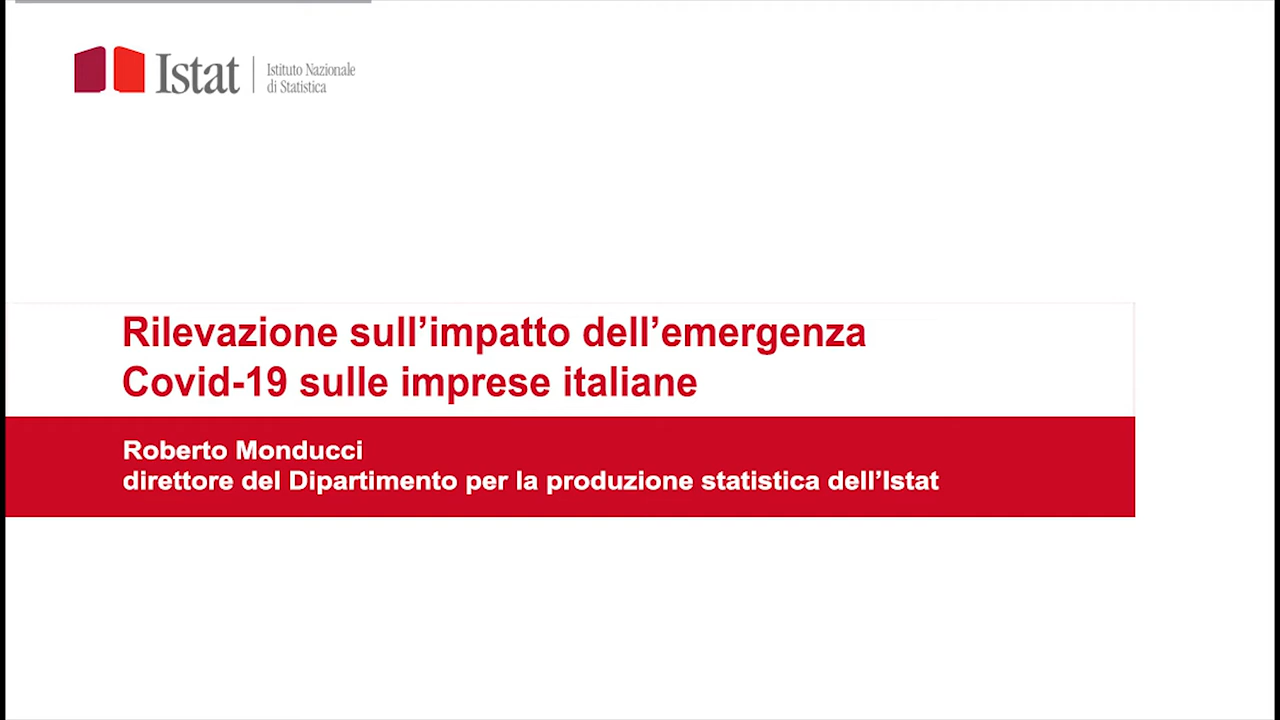 Istat
Istituto Nazionale
di Statistica
Rilevazione sull’impatto dell’emergenza
Covid-19 sulle imprese italiane
Roberto Monducci
direttore del Dipartimento per la produzione statistica dell’Istat